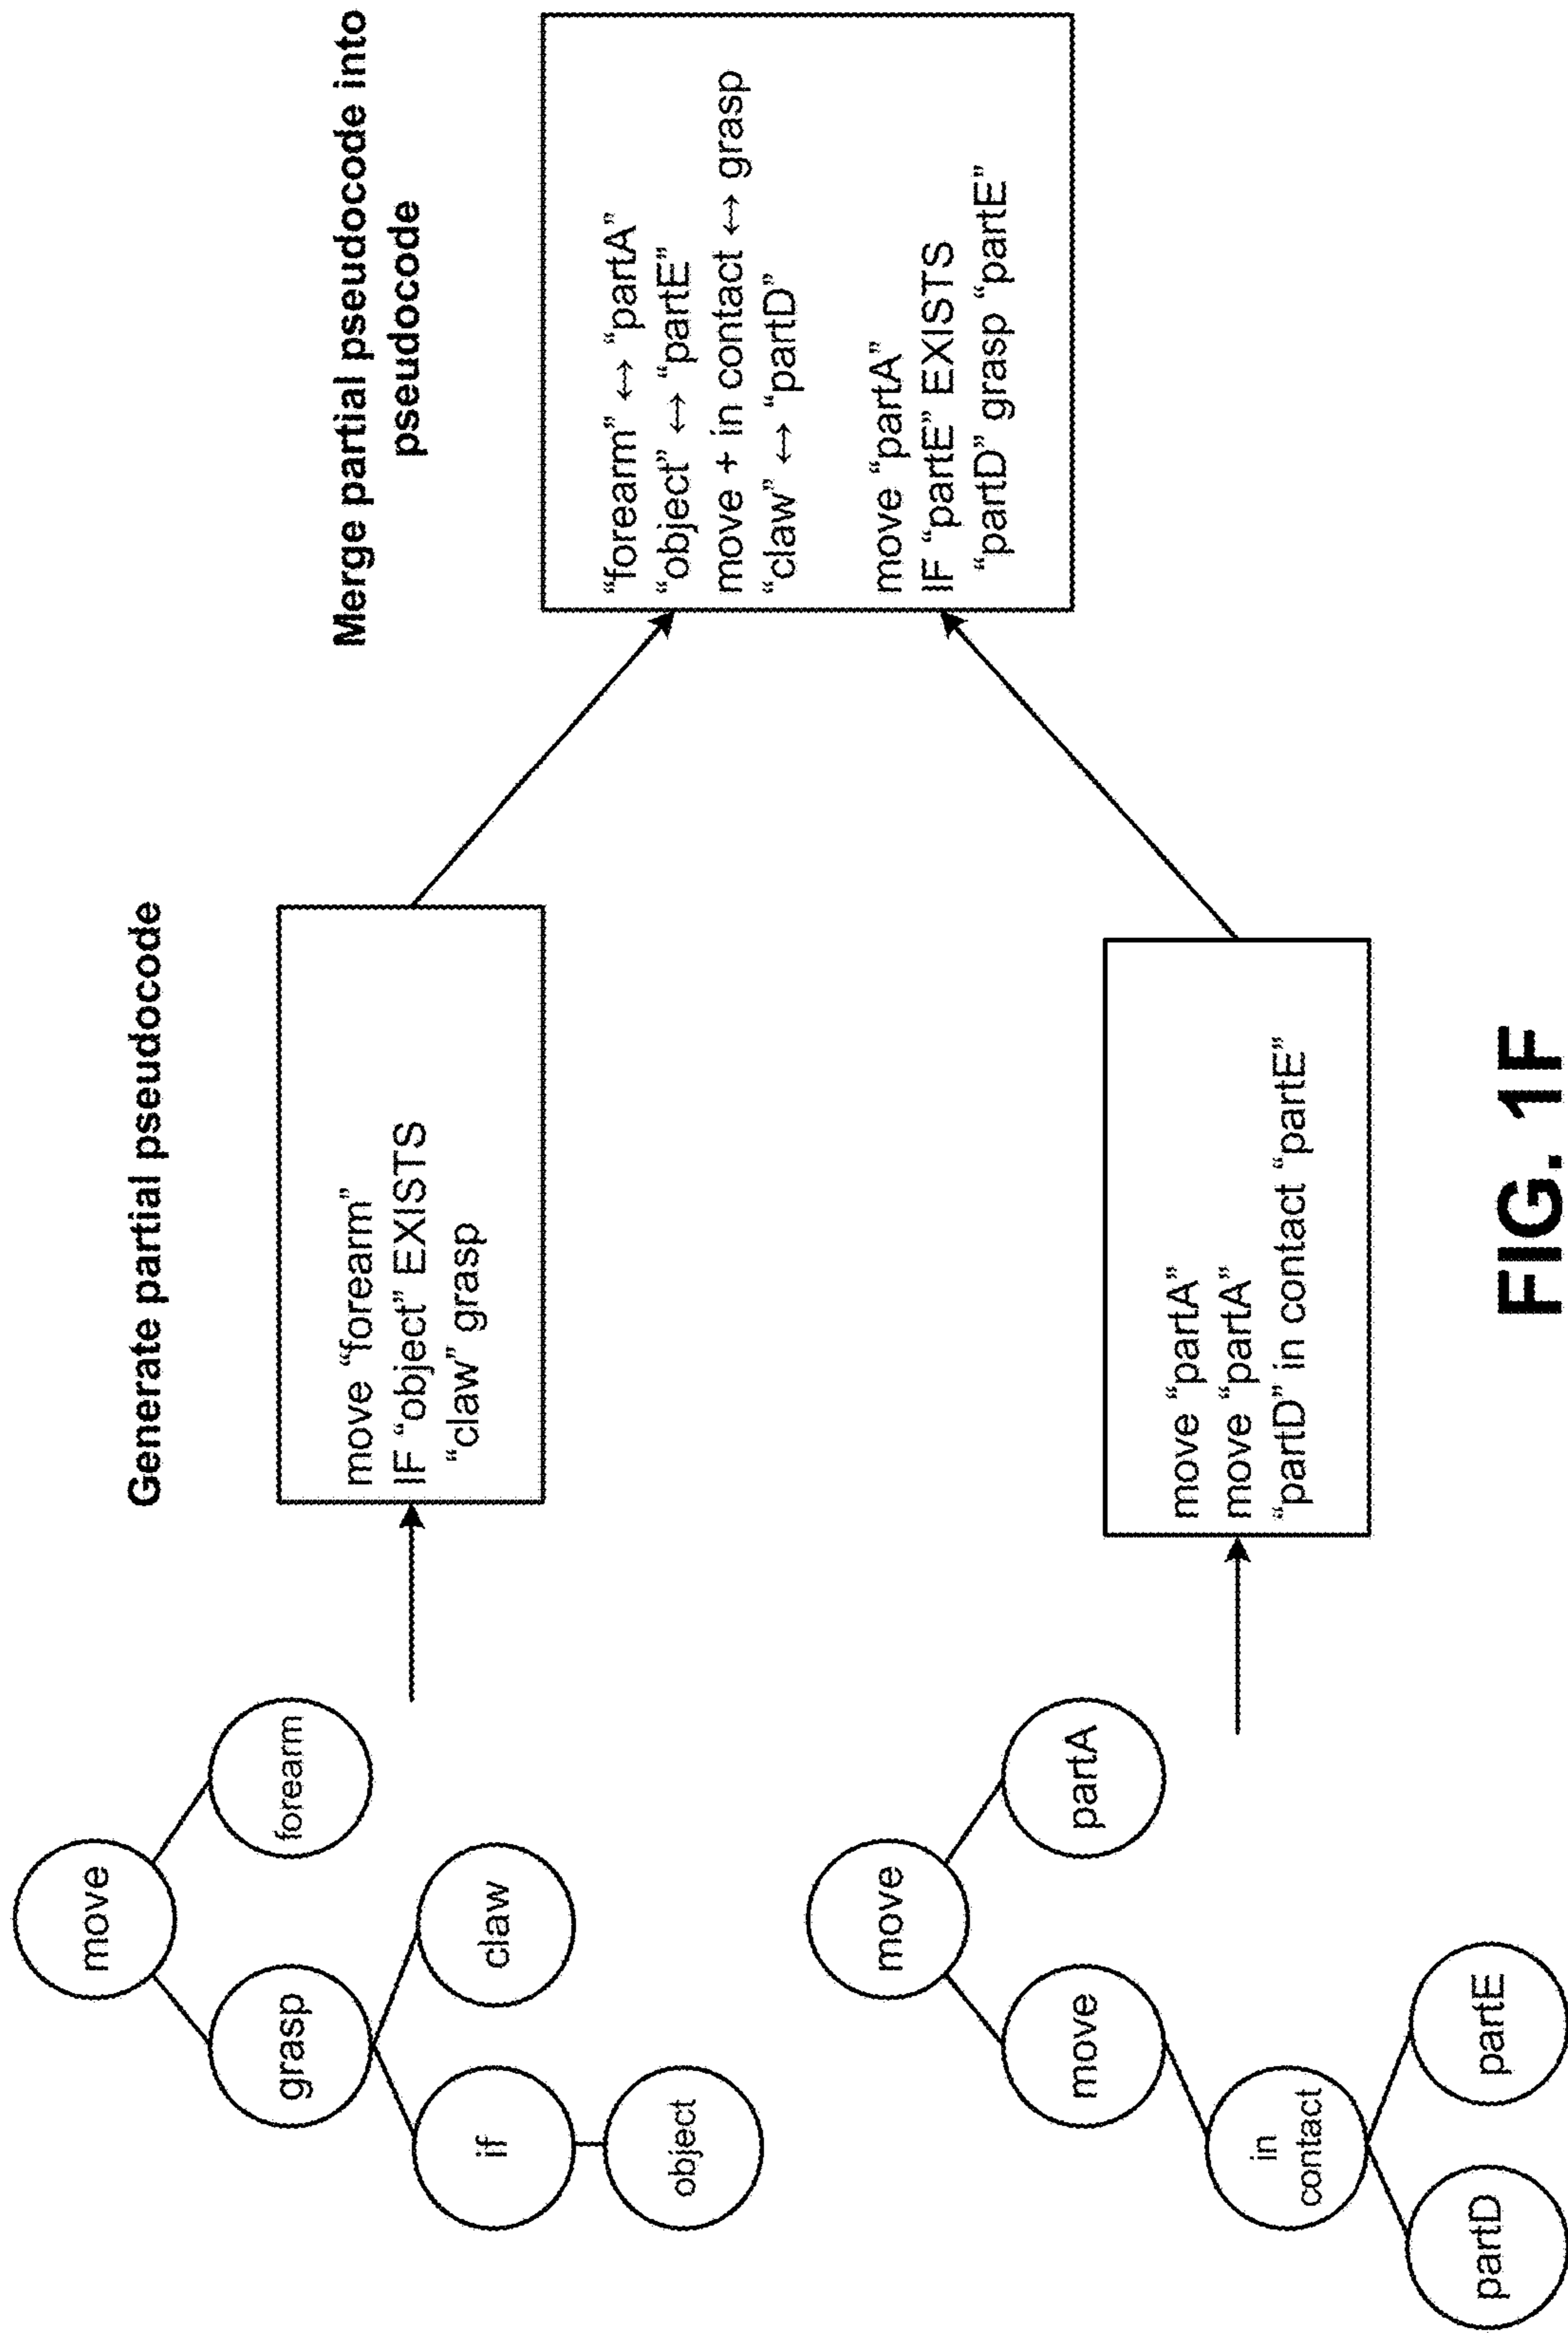 Generate partial pseudocode
Merge partial pseudocode into
pseudocode
move
grasp
forearm
if
claw
object
move “forearm”
IF “object” EXISTS
“claw” grasp
“forearm” ↔ “partA”
“object” ↔ “partE”
move + in contact ↔ grasp
“claw” ↔ “partD”
move “partA”
IF “partE” EXISTS
“partD” grasp “partE”
move
move
partA
in
contact
partD
partE
move “partA”
move “partA”
“partD” in contact “partE”
FIG. 1F